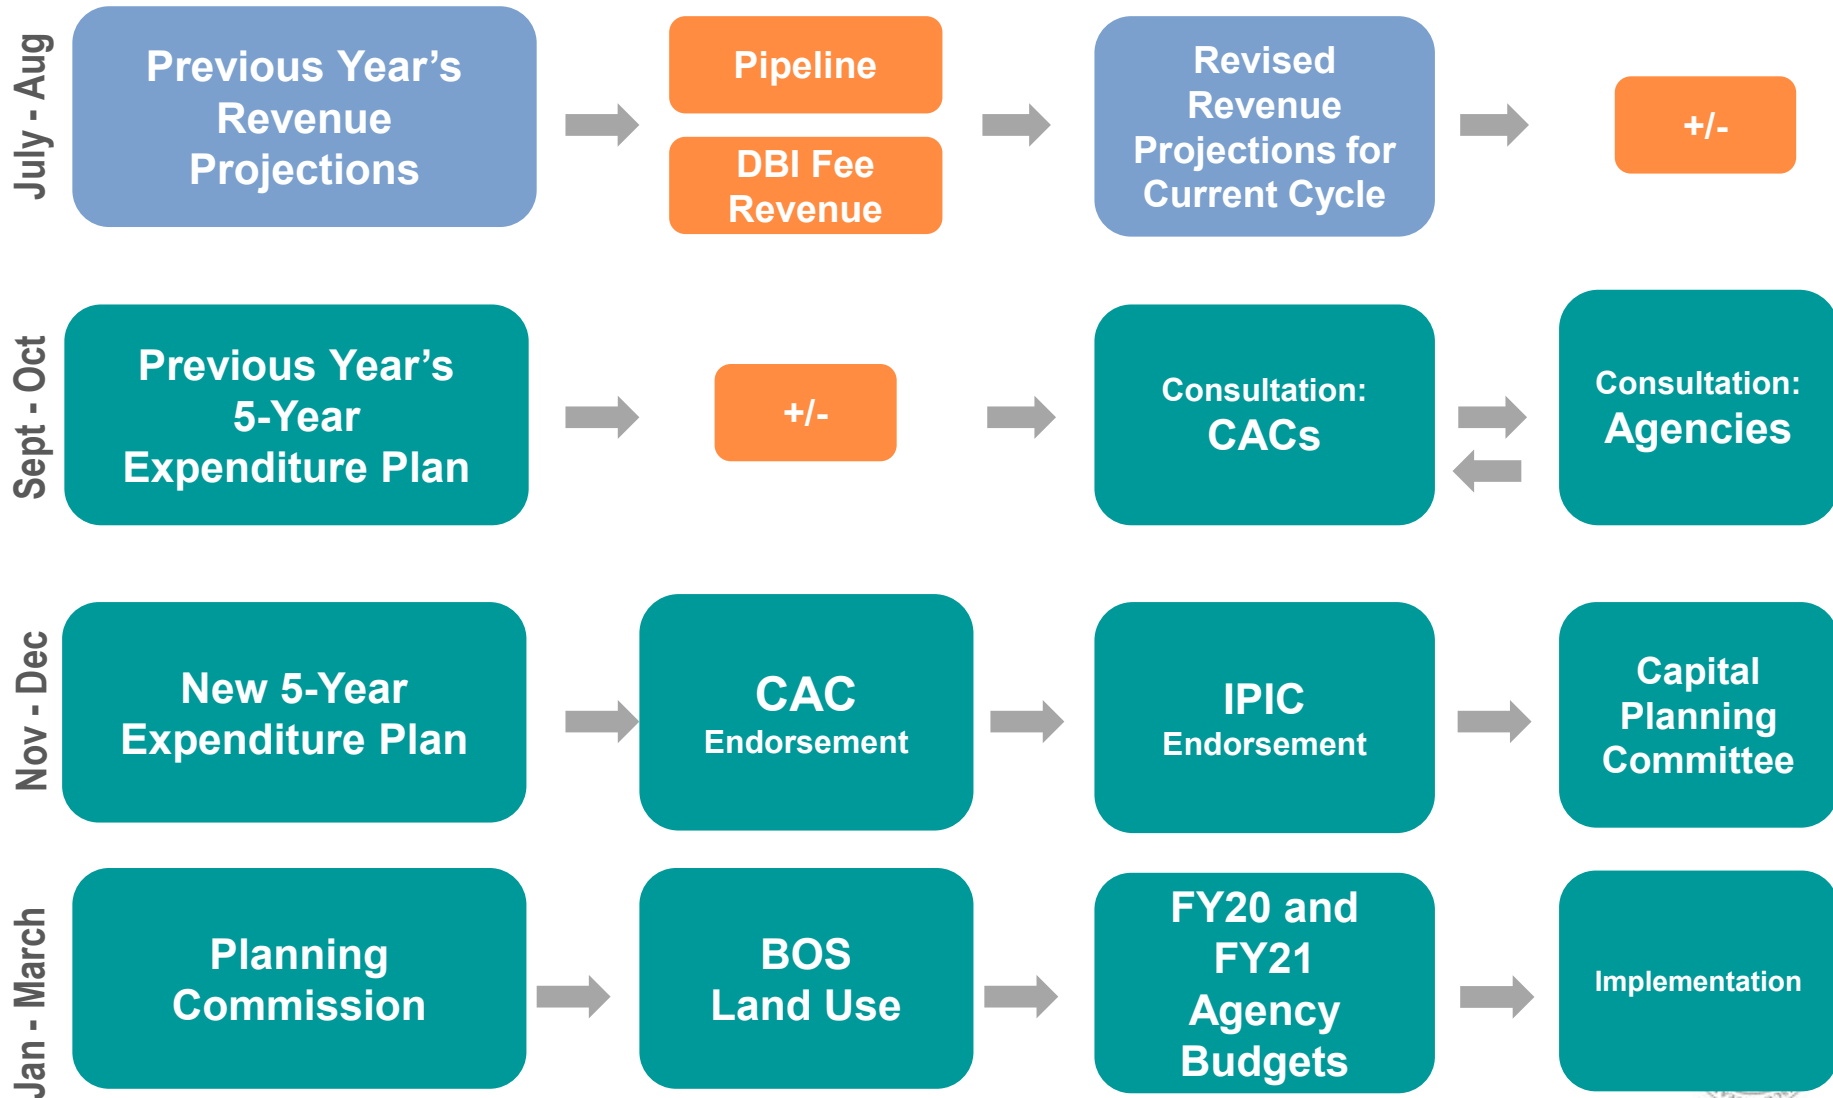 July - Aug
Previous Year’s
Revenue
Projections
Pipeline
DBI Fee
Revenue
Revised
Revenue
Projections for
Current Cycle
+/-
Sept - Oct
Previous Year’s
5-Year
Expenditure Plan
+/-
Consultation:
CACs
Consultation:
Agencies
Nov - Dec
New 5-Year
Expenditure Plan
CAC
Endorsement
IPIC
Endorsement
Capital
Planning
Committee
Jan - March
Planning
Commission
BOS
Land Use
FY20 and
FY21
Agency
Budgets
Implementation